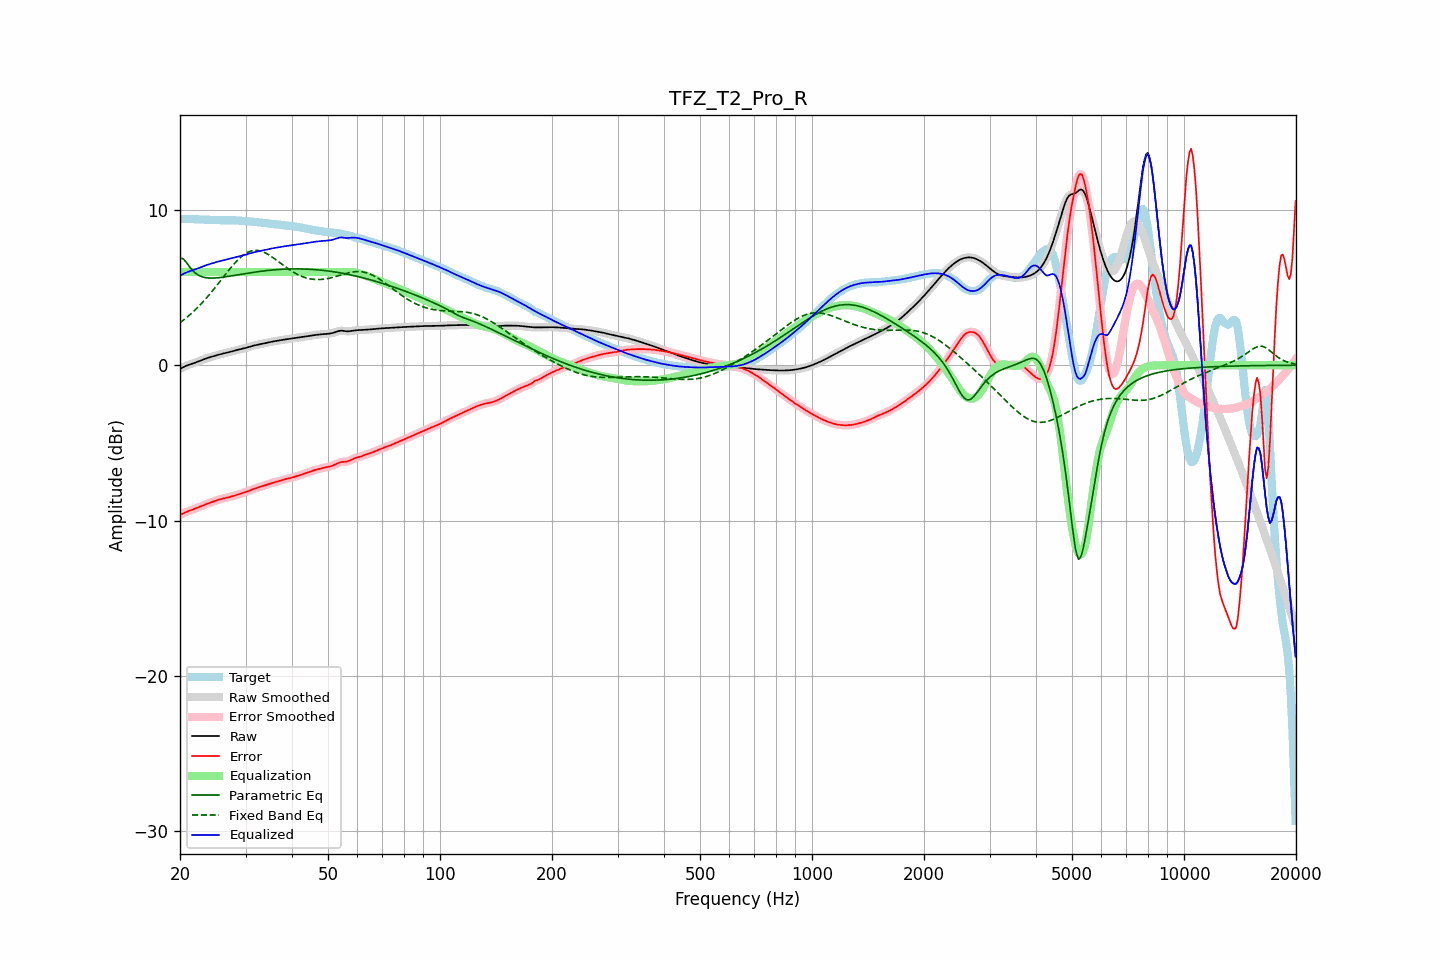 TFZ_T2_Pro_R
Amplitude (dBr)
10
0
−10
−20
−30
Target
Raw Smoothed
Error Smoothed
Raw
Error
Equalization
Parametric Eq
Fixed Band Eq
Equalized
20 50 100 200 500 1000 2000 5000 10000 20000
Frequency (Hz)